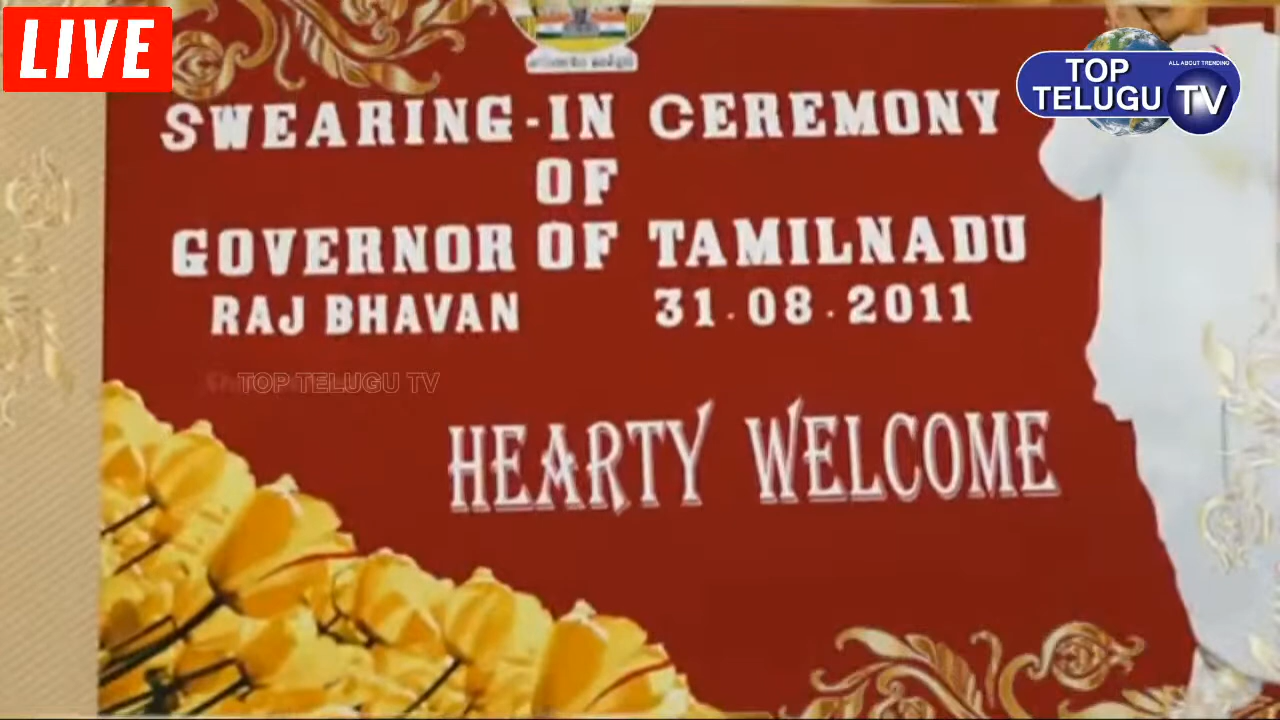 LIVE
TOP
TELUGU TV
ALL ABOUT TRENDING
SWEARING-IN CEREMONY
OF
GOVERNOR OF TAMILNADU
RAJ BHAVAN 31.08.2011
TOP TELUGU TV
HEARTY WELCOME